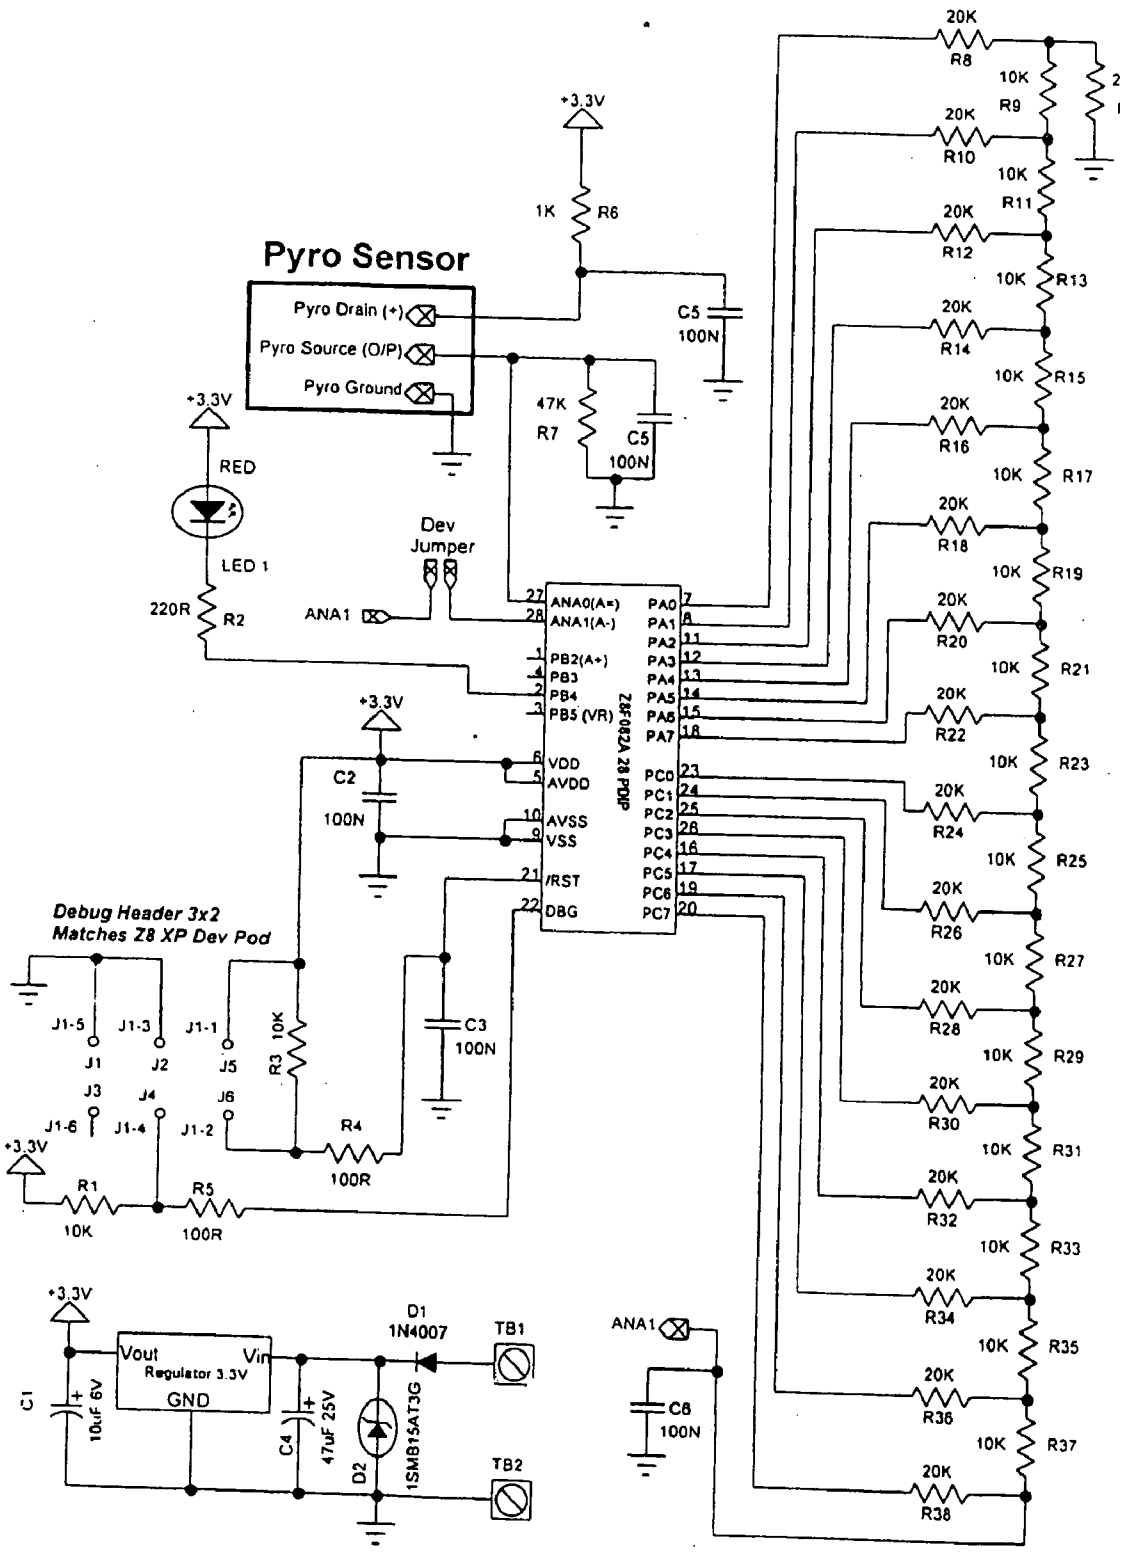 20K
R8
10K
R9
2
+3.3V
20K
R10
10K
R11
1K
R6
20K
R12
Pyro Sensor
10K
R13
Pyro Drain (+)
C5
100N
20K
R14
Pyro Source (O/P)
10K
R15
Pyro Ground
+3.3V
47K
R7
C5
100N
20K
R16
RED
10K
R17
20K
R18
Dev
Jumper
LED 1
10K
R19
220R
R2
ANA1
27 ANA0(A=)
28 ANA1(A-)
1 PB2(A+)
4 PB3
2 PB4
3 PB5 (VR)
6 VDD
5 AVDD
10 AVSS
9 VSS
21 /RST
22 DBG
Z8F082A 28 PDIP
PA0 7
PA1 8
PA2 11
PA3 12
PA4 13
PA5 14
PA6 15
PA7 18
PC0 23
PC1 24
PC2 25
PC3 26
PC4 16
PC5 17
PC6 19
PC7 20
20K
R20
10K
R21
20K
R22
10K
R23
+3.3V
C2
100N
20K
R24
10K
R25
20K
R26
10K
R27
Debug Header 3x2
Matches Z8 XP Dev Pod
20K
R28
J1-5
J1-3
J1-1
J1
J2
J5
R3
10K
C3
100N
10K
R29
J3
J4
J6
J1-6
J1-4
J1-2
20K
R30
+3.3V
R4
100R
10K
R31
R1
10K
R5
100R
20K
R32
10K
R33
+3.3V
20K
R34
D1
1N4007
TB1
ANA1
Vout
Vin
Regulator 3.3V
GND
10K
R35
C1
10uF 6V
C4
47uF 25V
D2
1SMB15AT3G
C6
100N
20K
R36
10K
R37
TB2
20K
R38